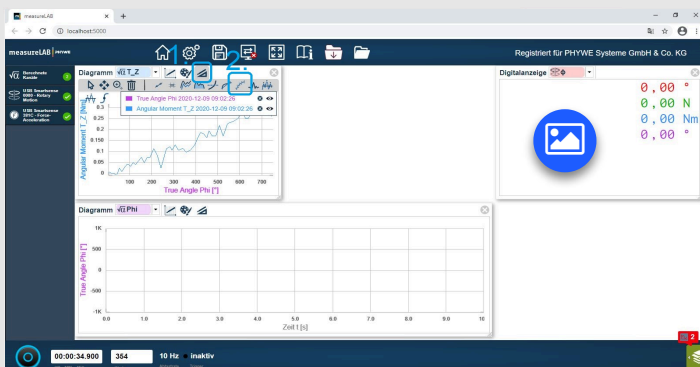 measureLAB
localhost:5000
measureLAB PHYWE
1.
2.
Registriert für PHYWE Systeme GmbH & Co. KG
√α Berechnete Kanäle
USB Smartsense 6000 - Rotary Motion
USB Smartsense 381C - Force-Acceleration
Diagramm √α T_Z
True Angle Phi 2020-12-09 09:02:26
Angular Moment T_Z 2020-12-09 09:02:26
Angular Moment T_Z [Nm]
0.3
0.25
0.2
0.150
0.1
0.05
0
100 200 300 400 500 600 700
True Angle Phi [°]
Digitalanzeige
0,00 °
0,00 N
0,00 Nm
0,00 °
Diagramm √α Phi
True Angle Phi [°]
1K
500
0
-500
-1K
0.0 1.0 2.0 3.0 4.0 5.0 6.0 7.0 8.0 9.0 10
Zeit t [s]
2
00:00:34.900 354 10 Hz inaktiv